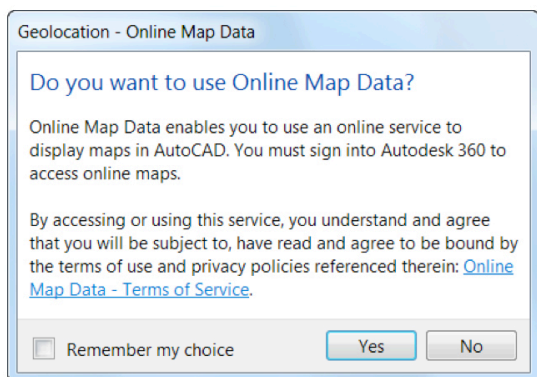 Geolocation - Online Map Data
Do you want to use Online Map Data?
Online Map Data enables you to use an online service to
display maps in AutoCAD. You must sign into Autodesk 360 to
access online maps.
By accessing or using this service, you understand and agree
that you will be subject to, have read and agree to be bound by
the terms of use and privacy policies referenced therein: Online
Map Data - Terms of Service.
Remember my choice
Yes
No